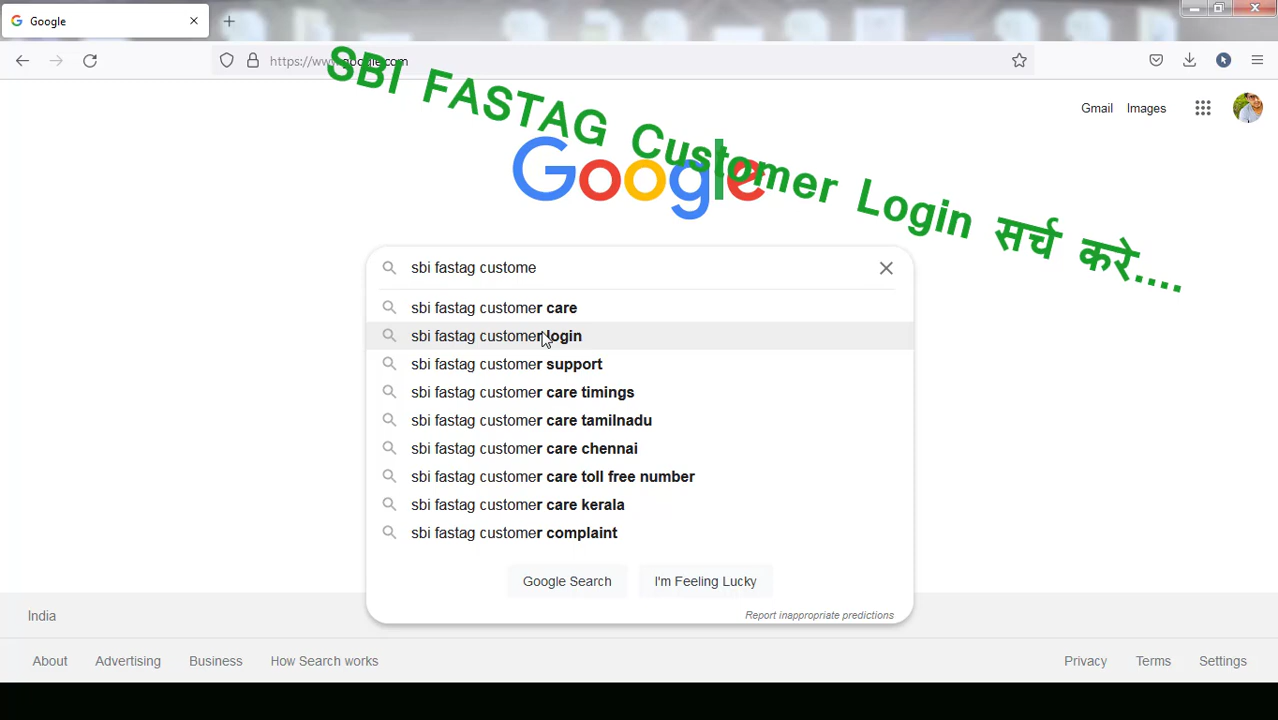 Google
https://www.google.com
SBI FASTAG Customer Login सर्च करे....
Gmail Images
Google
sbi fastag custome
sbi fastag customer care
sbi fastag customer login
sbi fastag customer support
sbi fastag customer care timings
sbi fastag customer care tamilnadu
sbi fastag customer care chennai
sbi fastag customer care toll free number
sbi fastag customer care kerala
sbi fastag customer complaint
Google Search I'm Feeling Lucky
Report inappropriate predictions
India
About Advertising Business How Search works Privacy Terms Settings